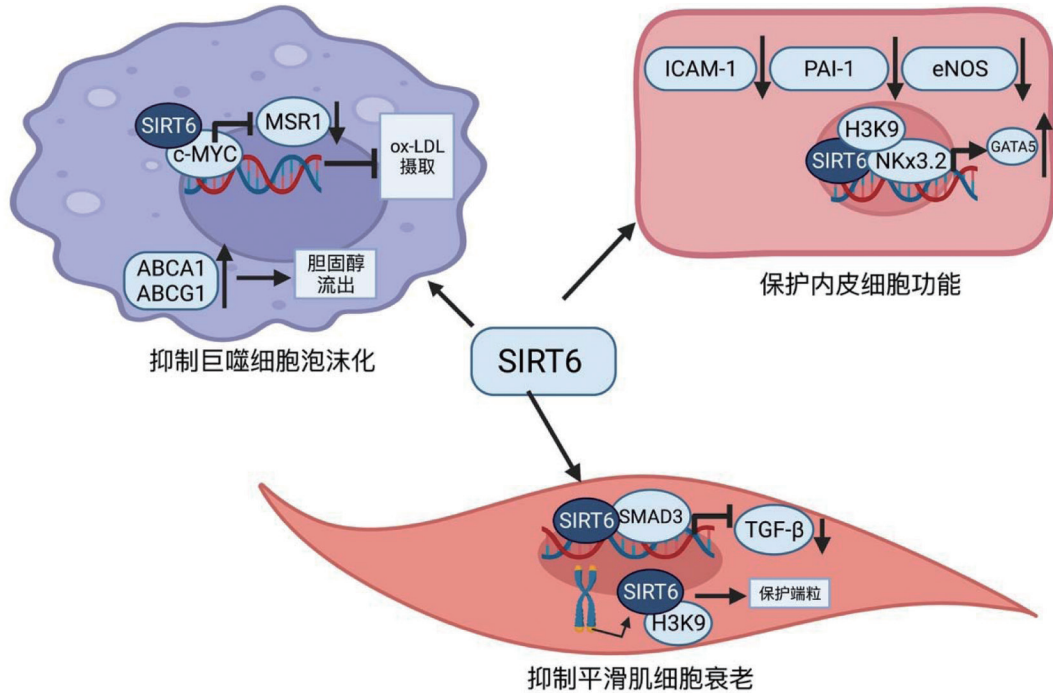 SIRT6
c-MYC
MSR1
ox-LDL
摄取
ABCA1
ABCG1
胆固醇
流出
抑制巨噬细胞泡沫化
ICAM-1
PAI-1
eNOS
H3K9
SIRT6
NKx3.2
GATA5
保护内皮细胞功能
SIRT6
SIRT6
SMAD3
TGF-β
SIRT6
H3K9
保护端粒
抑制平滑肌细胞衰老